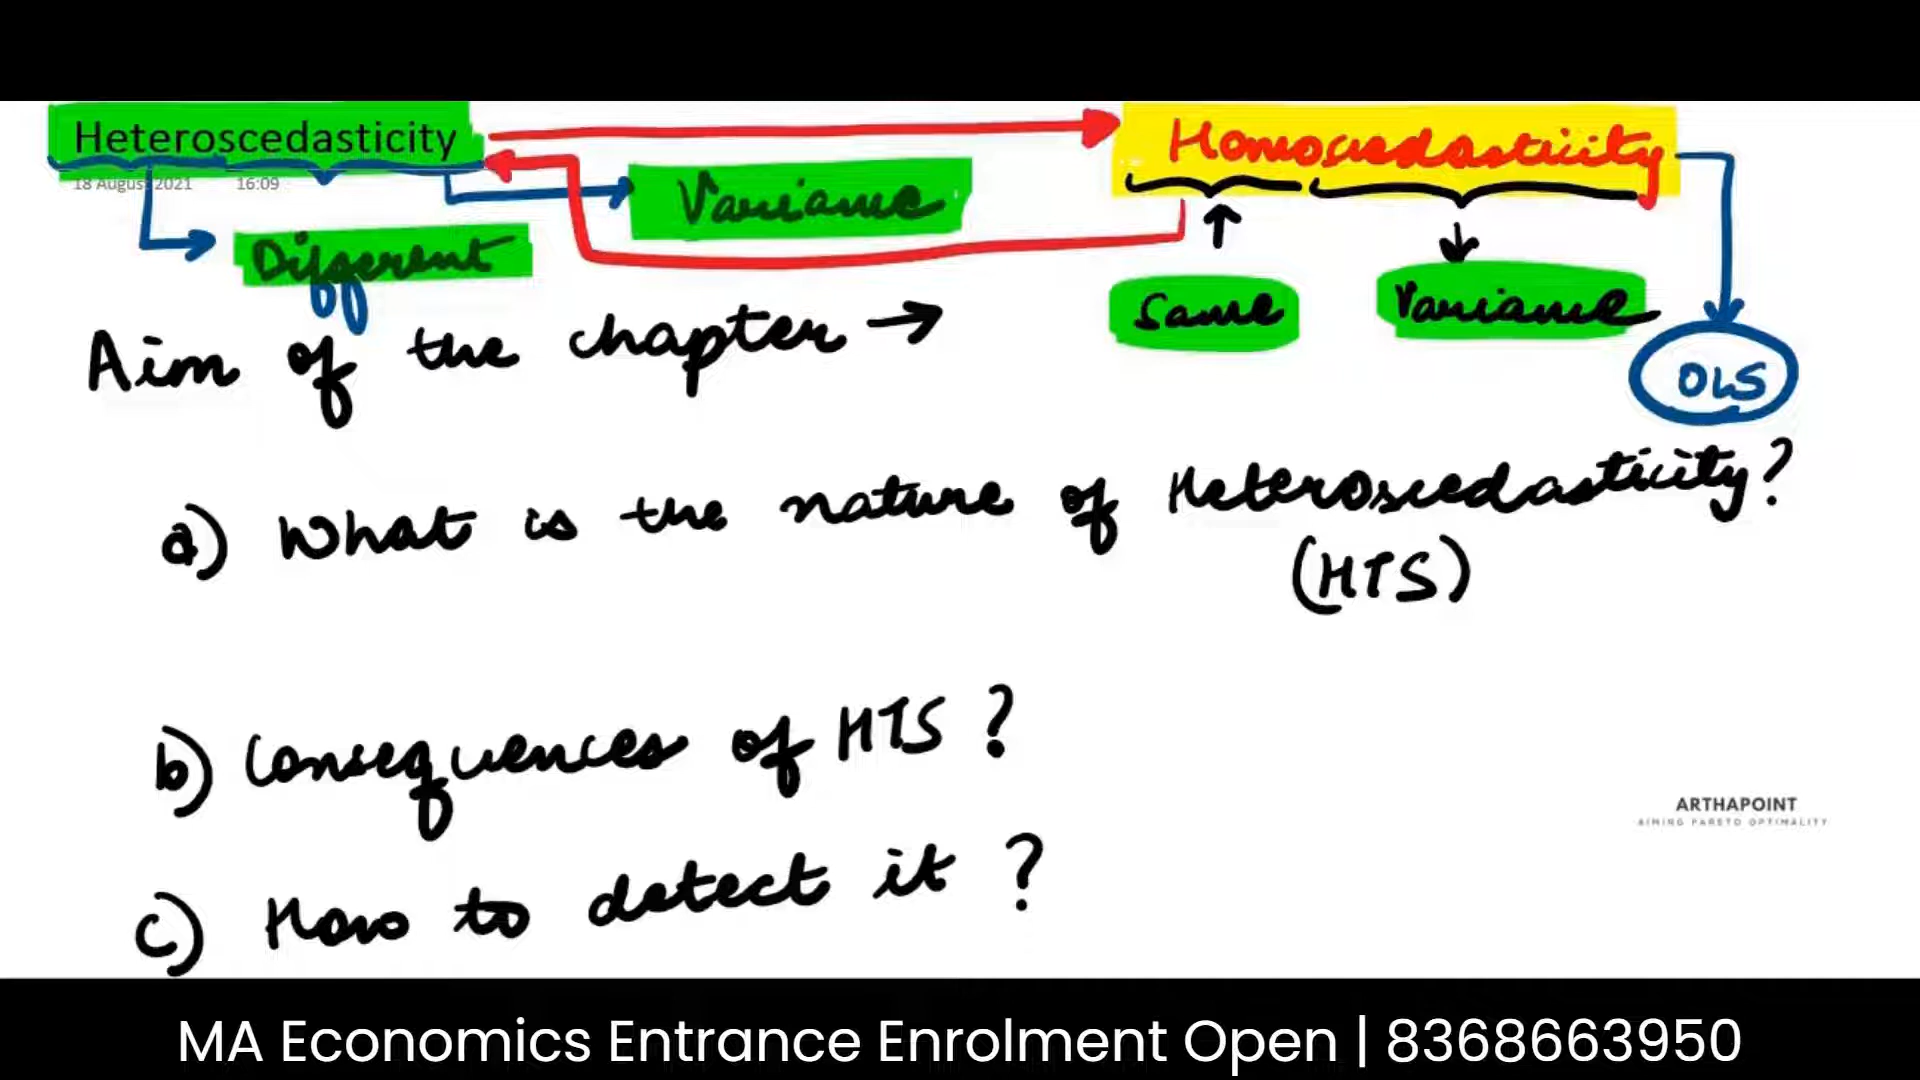 Heteroscedasticity
Homoscedasticity
18 August 2021 16:09
Variance
Different
Same
Variance
Aim of the chapter →
OLS
a) What is the nature of Heteroscedasticity?
(HTS)
b) Consequences of HTS ?
ARTHAPOINT
AIMING PARETO OPTIMALITY
c) How to detect it ?
MA Economics Entrance Enrolment Open | 8368663950